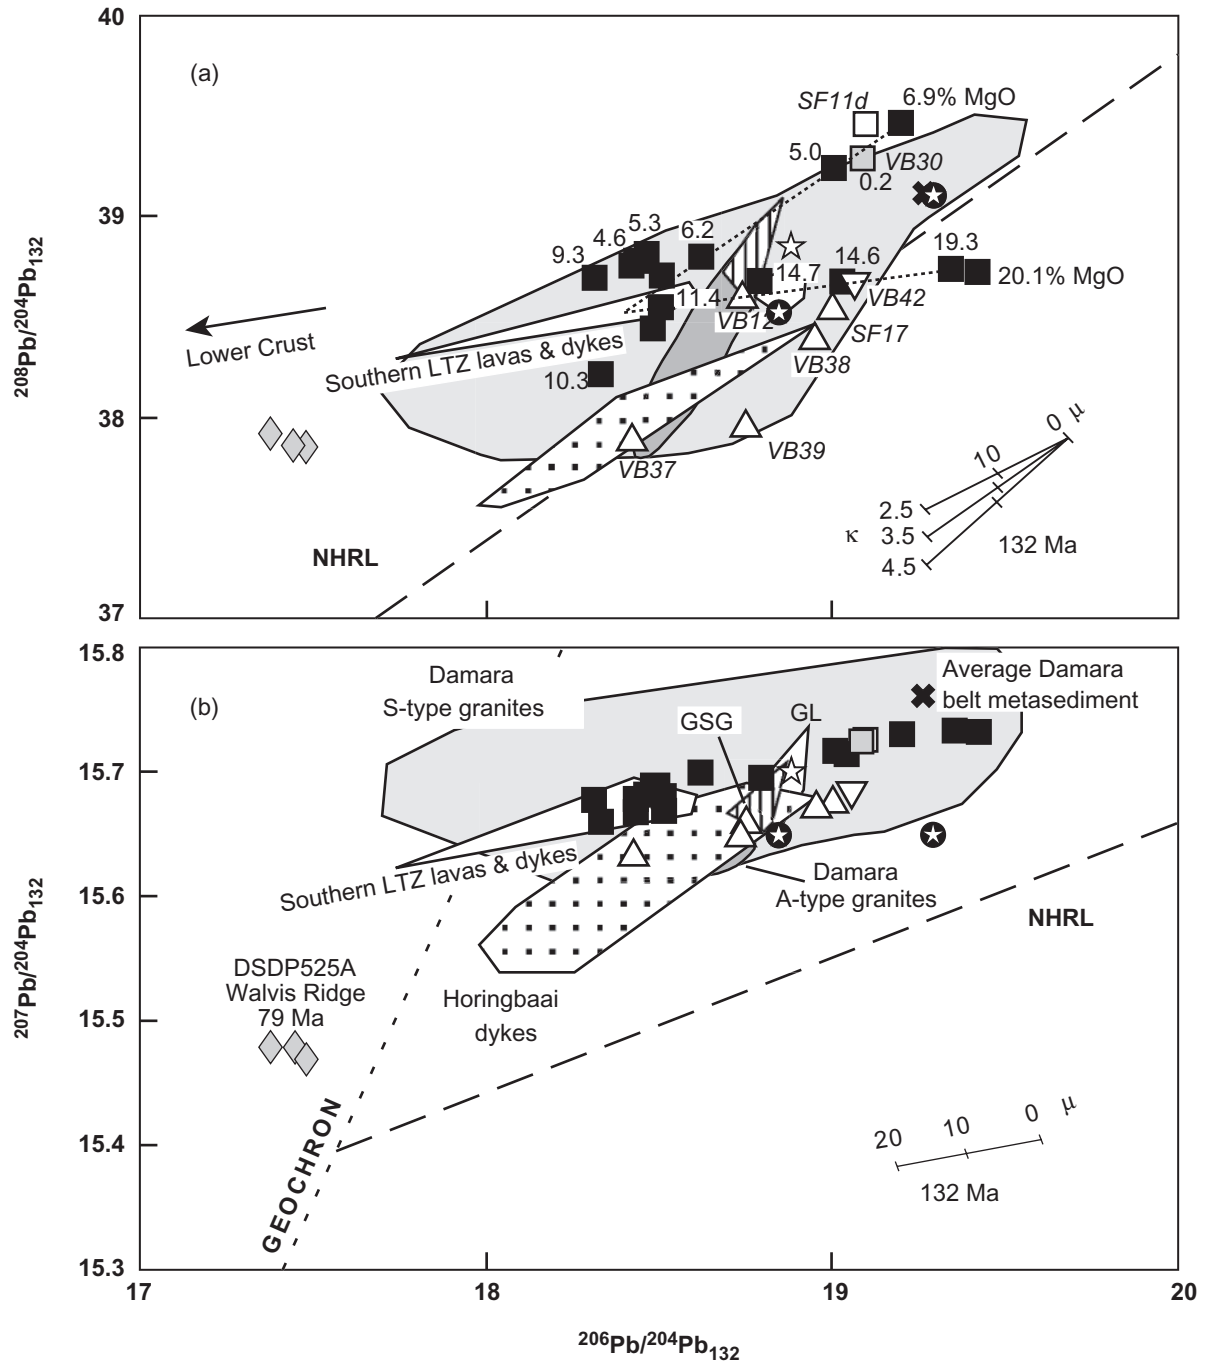 40
(a)
SF11d
6.9% MgO
5.0
VB30
0.2
39
5.3
4.6
6.2
9.3
19.3
14.6
14.7
20.1% MgO
11.4
VB42
VB12
SF17
Lower Crust
Southern LTZ lavas & dykes
VB38
10.3
208Pb/204Pb132
38
VB37
VB39
0 μ
10
2.5
κ 3.5
4.5
132 Ma
NHRL
37
15.8
(b)
Damara
S-type granites
Average Damara
belt metasediment
GSG
GL
15.7
Southern LTZ lavas & dykes
Damara
A-type granites
15.6
NHRL
207Pb/204Pb132
DSDP525A
Walvis Ridge
79 Ma
Horingbaai
dykes
15.5
GEOCHRON
20 10 0 μ
132 Ma
15.4
15.3
17 18 19 20
206Pb/204Pb132